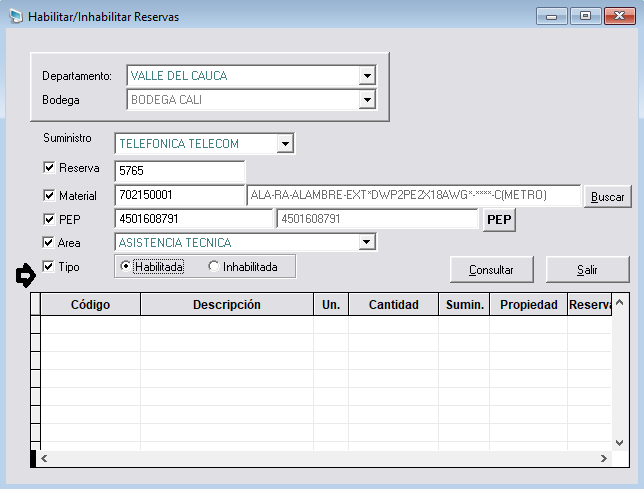 Habilitar/Inhabilitar Reservas
Departamento: VALLE DEL CAUCA
Bodega BODEGA CALI
Suministro TELEFONICA TELECOM
Reserva 5765
Material 702150001 ALA-RA-ALAMBRE-EXT*DWP2PE2X18AWG*-****-C(METRO) Buscar
PEP 4501608791 4501608791 PEP
Area ASISTENCIA TECNICA
Tipo Habilitada Inhabilitada Consultar Salir
Código Descripción Un. Cantidad Sumin. Propiedad Reserva